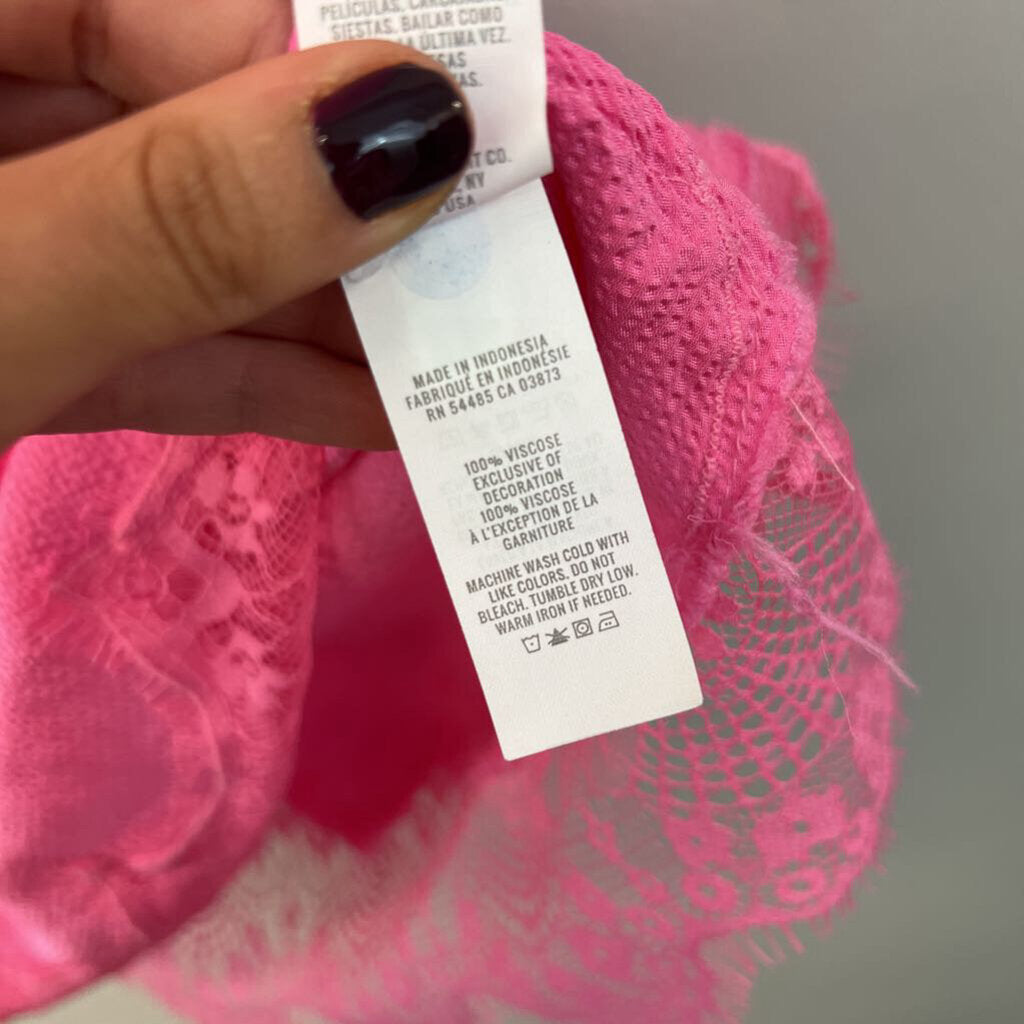 PELÍCULAS.
SIESTAS. BAILAR COMO
LA ÚLTIMA VEZ.
CO.
NY
USA
MADE IN INDONESIA
FABRIQUÉ EN INDONÉSIE
RN 54485 CA 03873
100% VISCOSE
EXCLUSIVE OF
DECORATION
100% VISCOSE
À L'EXCEPTION DE LA
GARNITURE
MACHINE WASH COLD WITH
LIKE COLORS. DO NOT
BLEACH. TUMBLE DRY LOW.
WARM IRON IF NEEDED.